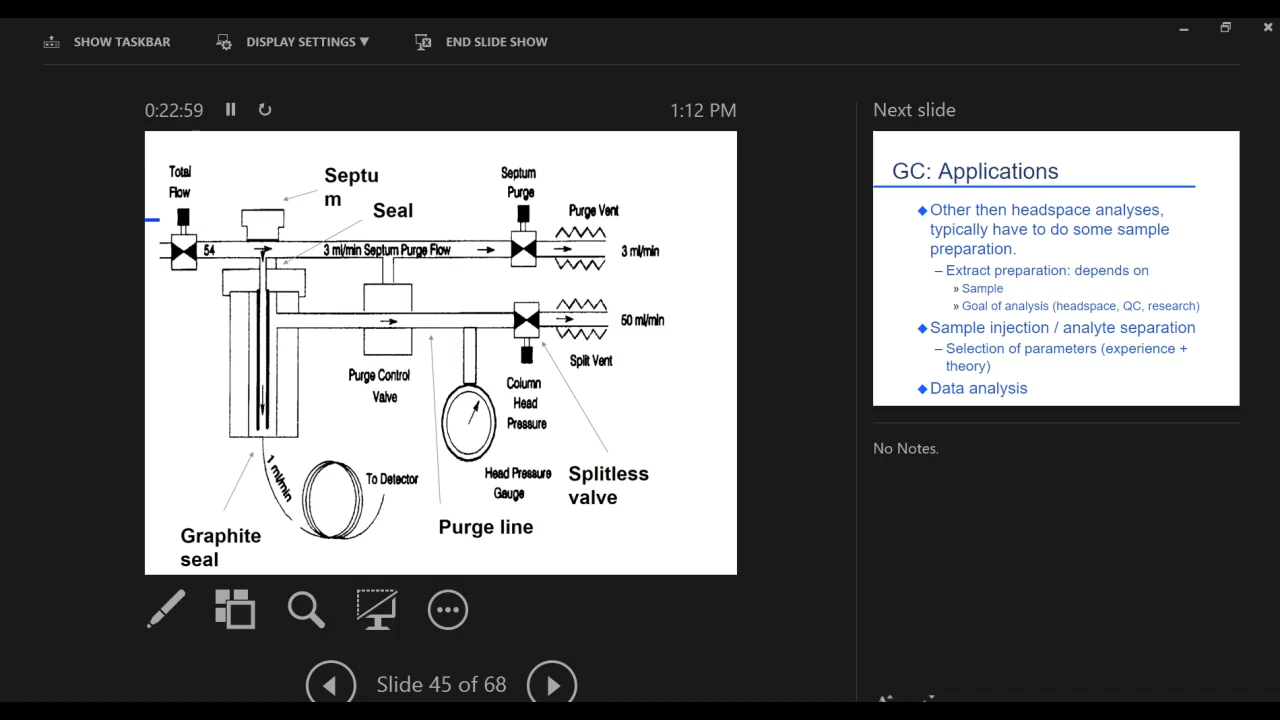 SHOW TASKBAR
DISPLAY SETTINGS ▼
END SLIDE SHOW
0:22:59
1:12 PM
Total
Flow
Septu
m
Seal
Septum
Purge
Purge Vent
54
3 ml/min Septum Purge Flow
3 ml/min
50 ml/min
Split Vent
Purge Control
Valve
Column
Head
Pressure
1 ml/min
To Detector
Head Pressure
Gauge
Splitless
valve
Purge line
Graphite
seal
Slide 45 of 68
Next slide
GC: Applications
◆Other then headspace analyses,
typically have to do some sample
preparation.
– Extract preparation: depends on
» Sample
» Goal of analysis (headspace, QC, research)
◆Sample injection / analyte separation
– Selection of parameters (experience +
theory)
◆Data analysis
No Notes.